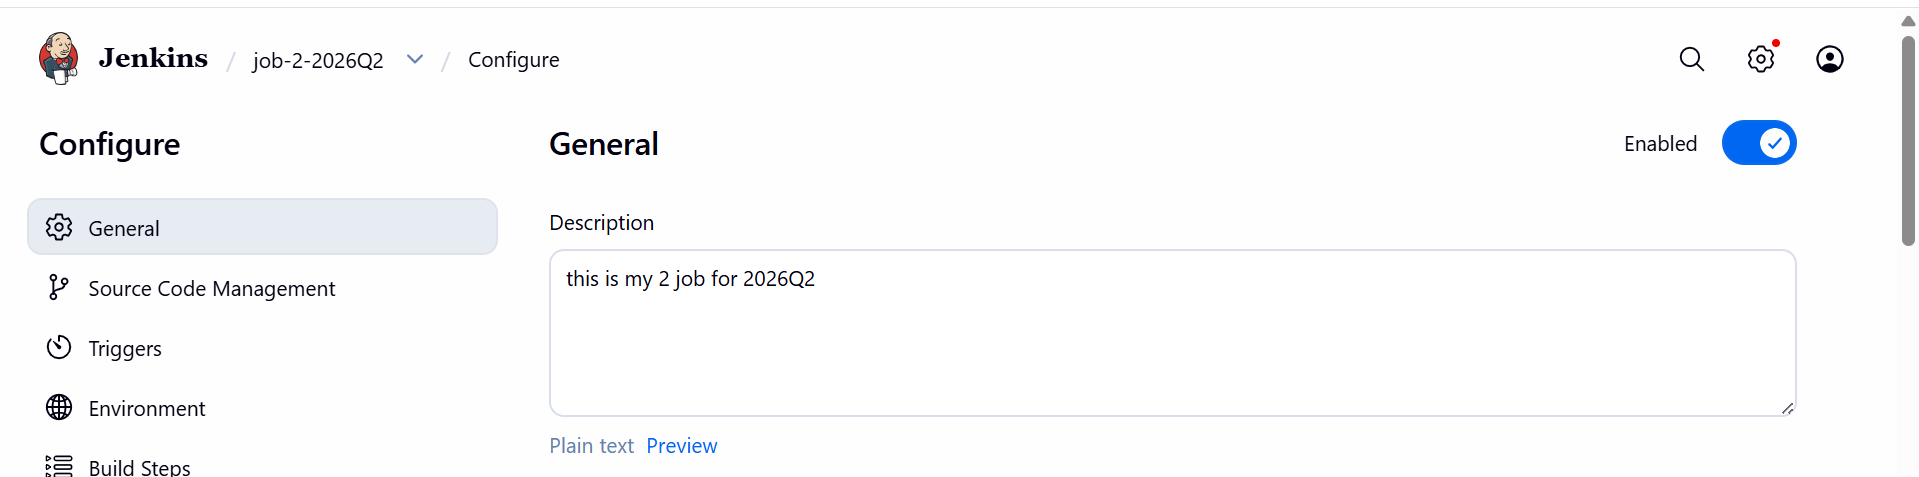 Jenkins / job-2-2026Q2 / Configure
Configure
General
Source Code Management
Triggers
Environment
Build Steps
General
Enabled
Description
this is my 2 job for 2026Q2
Plain text Preview